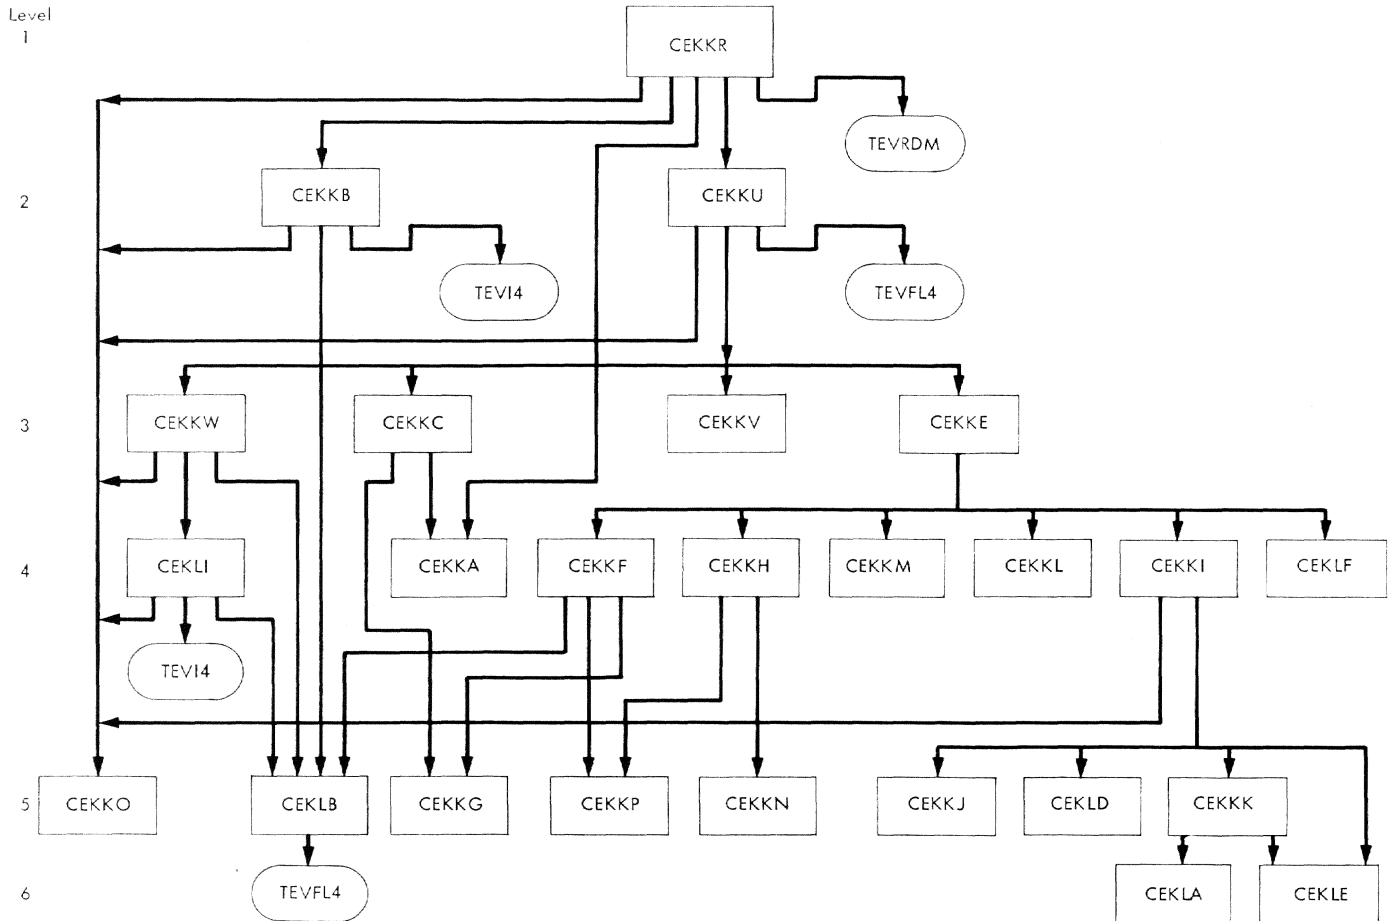 Level
1
CEKKR
TEVRDM
2
CEKKB
CEKKU
TEVI4
TEVFL4
3
CEKKW
CEKKC
CEKKV
CEKKE
4
CEKLI
CEKKA
CEKKF
CEKKH
CEKKM
CEKKL
CEKKI
CEKLF
TEVI4
5
CEKKO
CEKLB
CEKKG
CEKKP
CEKKN
CEKKJ
CEKLD
CEKKK
6
TEVFL4
CEKLA
CEKLE